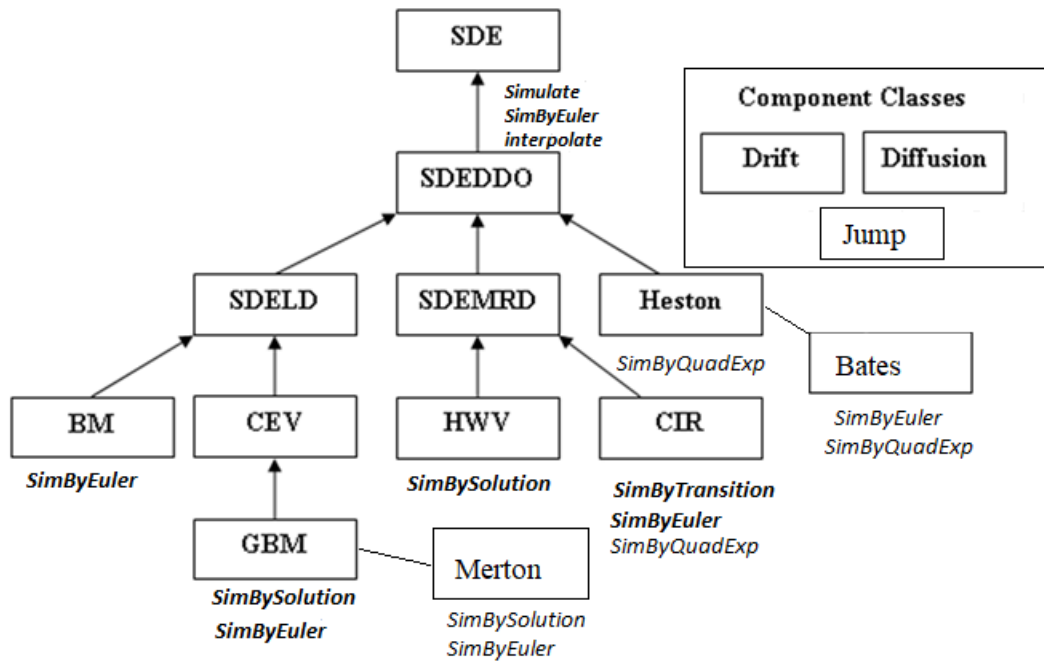 SDE
Simulate
SimByEuler
interpolate
Component Classes
Drift
Diffusion
Jump
SDEDDO
SDELD
SDEMRD
Heston
SimByQuadExp
Bates
SimByEuler
SimByQuadExp
BM
SimByEuler
CEV
HWV
SimBySolution
CIR
SimByTransition
SimByEuler
SimByQuadExp
GBM
SimBySolution
SimByEuler
Merton
SimBySolution
SimByEuler